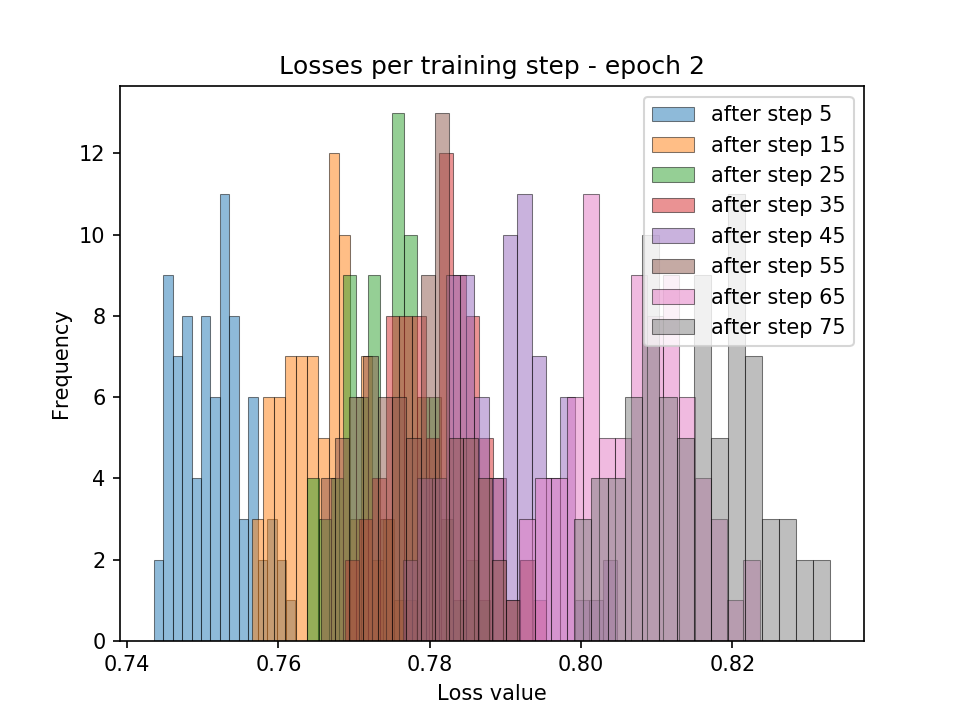 Losses per training step - epoch 2
after step 5
after step 15
after step 25
after step 35
after step 45
after step 55
after step 65
after step 75
Frequency
12
10
8
6
4
2
0
0.74 0.76 0.78 0.80 0.82
Loss value